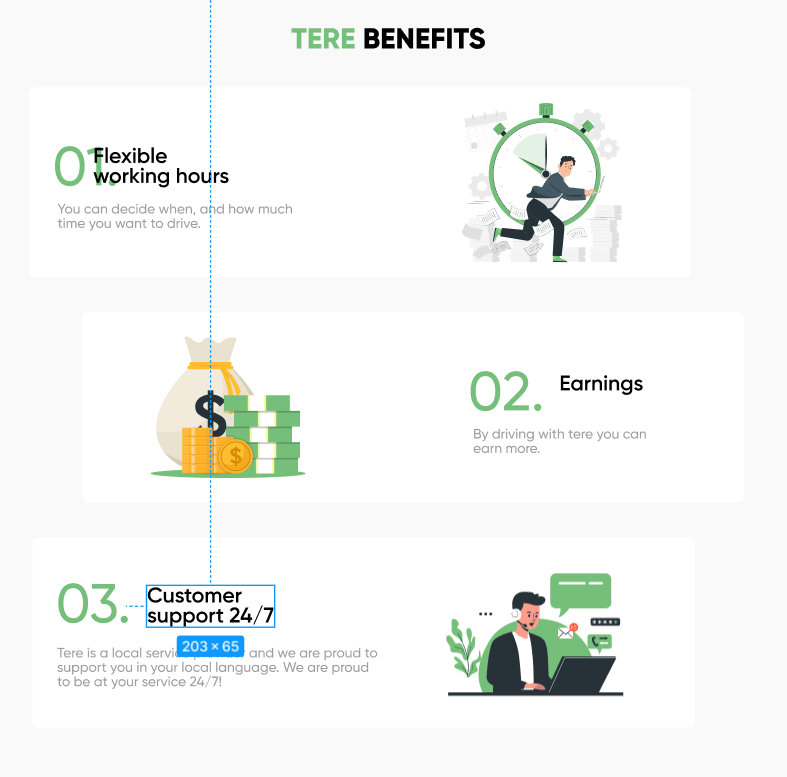 TERE BENEFITS
01.
Flexible
working hours
You can decide when, and how much
time you want to drive.
$
$
02.
Earnings
By driving with tere you can
earn more.
03.
Customer
support 24/7
203 × 65
Tere is a local servic and we are proud to
support you in your local language. We are proud
to be at your service 24/7!